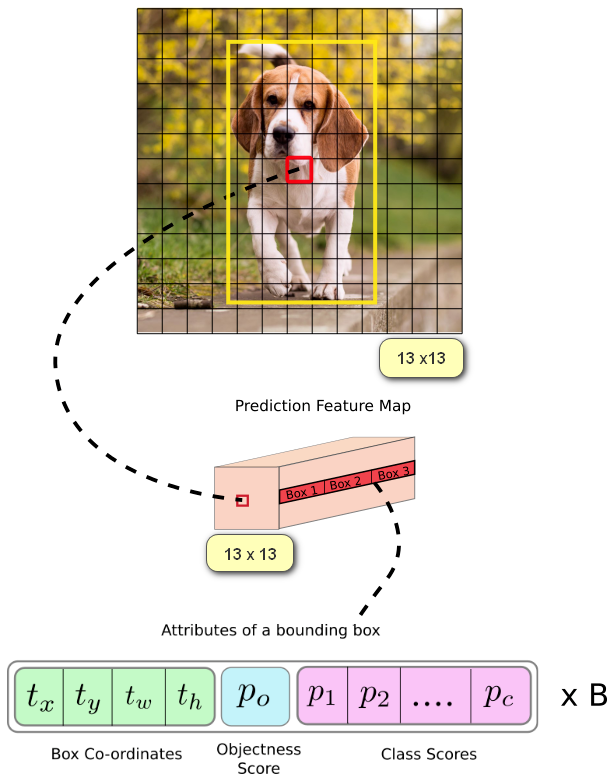 13 x13
Prediction Feature Map
Box 1 Box 2 Box 3
13 x 13
Attributes of a bounding box
t_x t_y t_w t_h p_o p_1 p_2 .... p_c x B
Box Co-ordinates
Objectness
Score
Class Scores